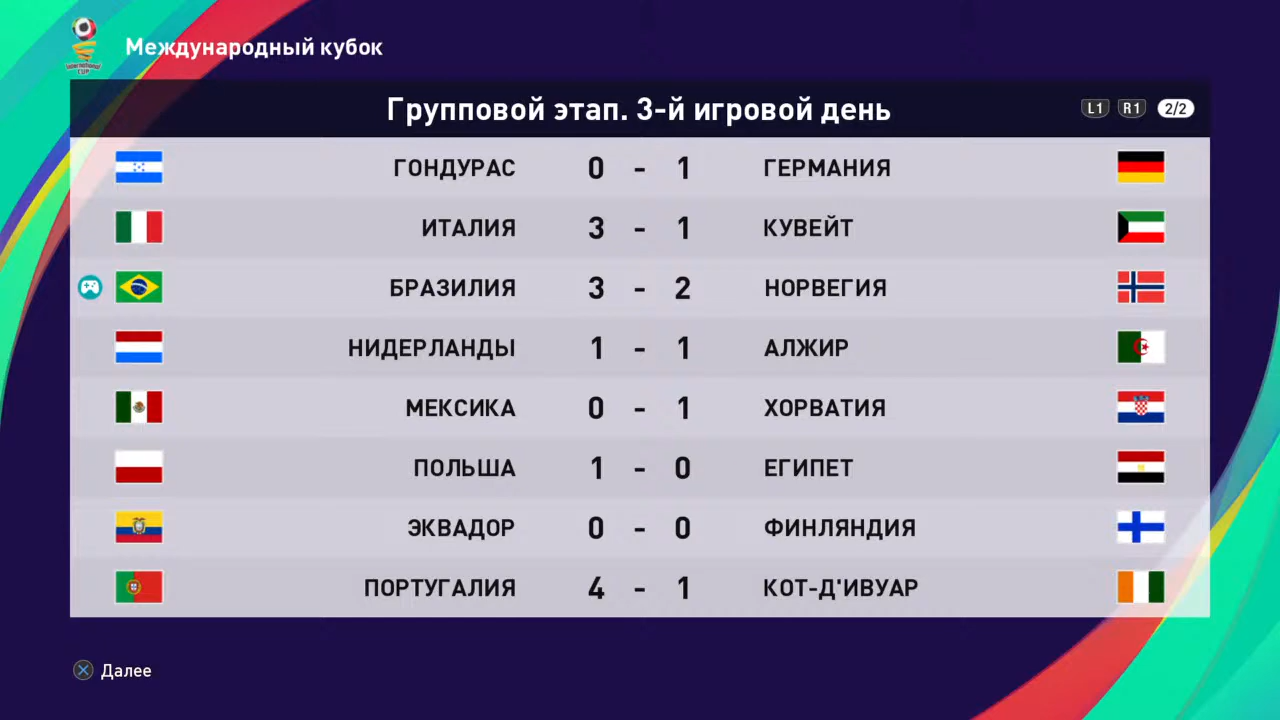 Международный кубок
Групповой этап. 3-й игровой день
L1 R1 2/2
ГОНДУРАС 0 - 1 ГЕРМАНИЯ
ИТАЛИЯ 3 - 1 КУВЕЙТ
БРАЗИЛИЯ 3 - 2 НОРВЕГИЯ
НИДЕРЛАНДЫ 1 - 1 АЛЖИР
МЕКСИКА 0 - 1 ХОРВАТИЯ
ПОЛЬША 1 - 0 ЕГИПЕТ
ЭКВАДОР 0 - 0 ФИНЛЯНДИЯ
ПОРТУГАЛИЯ 4 - 1 КОТ-Д'ИВУАР
Далее